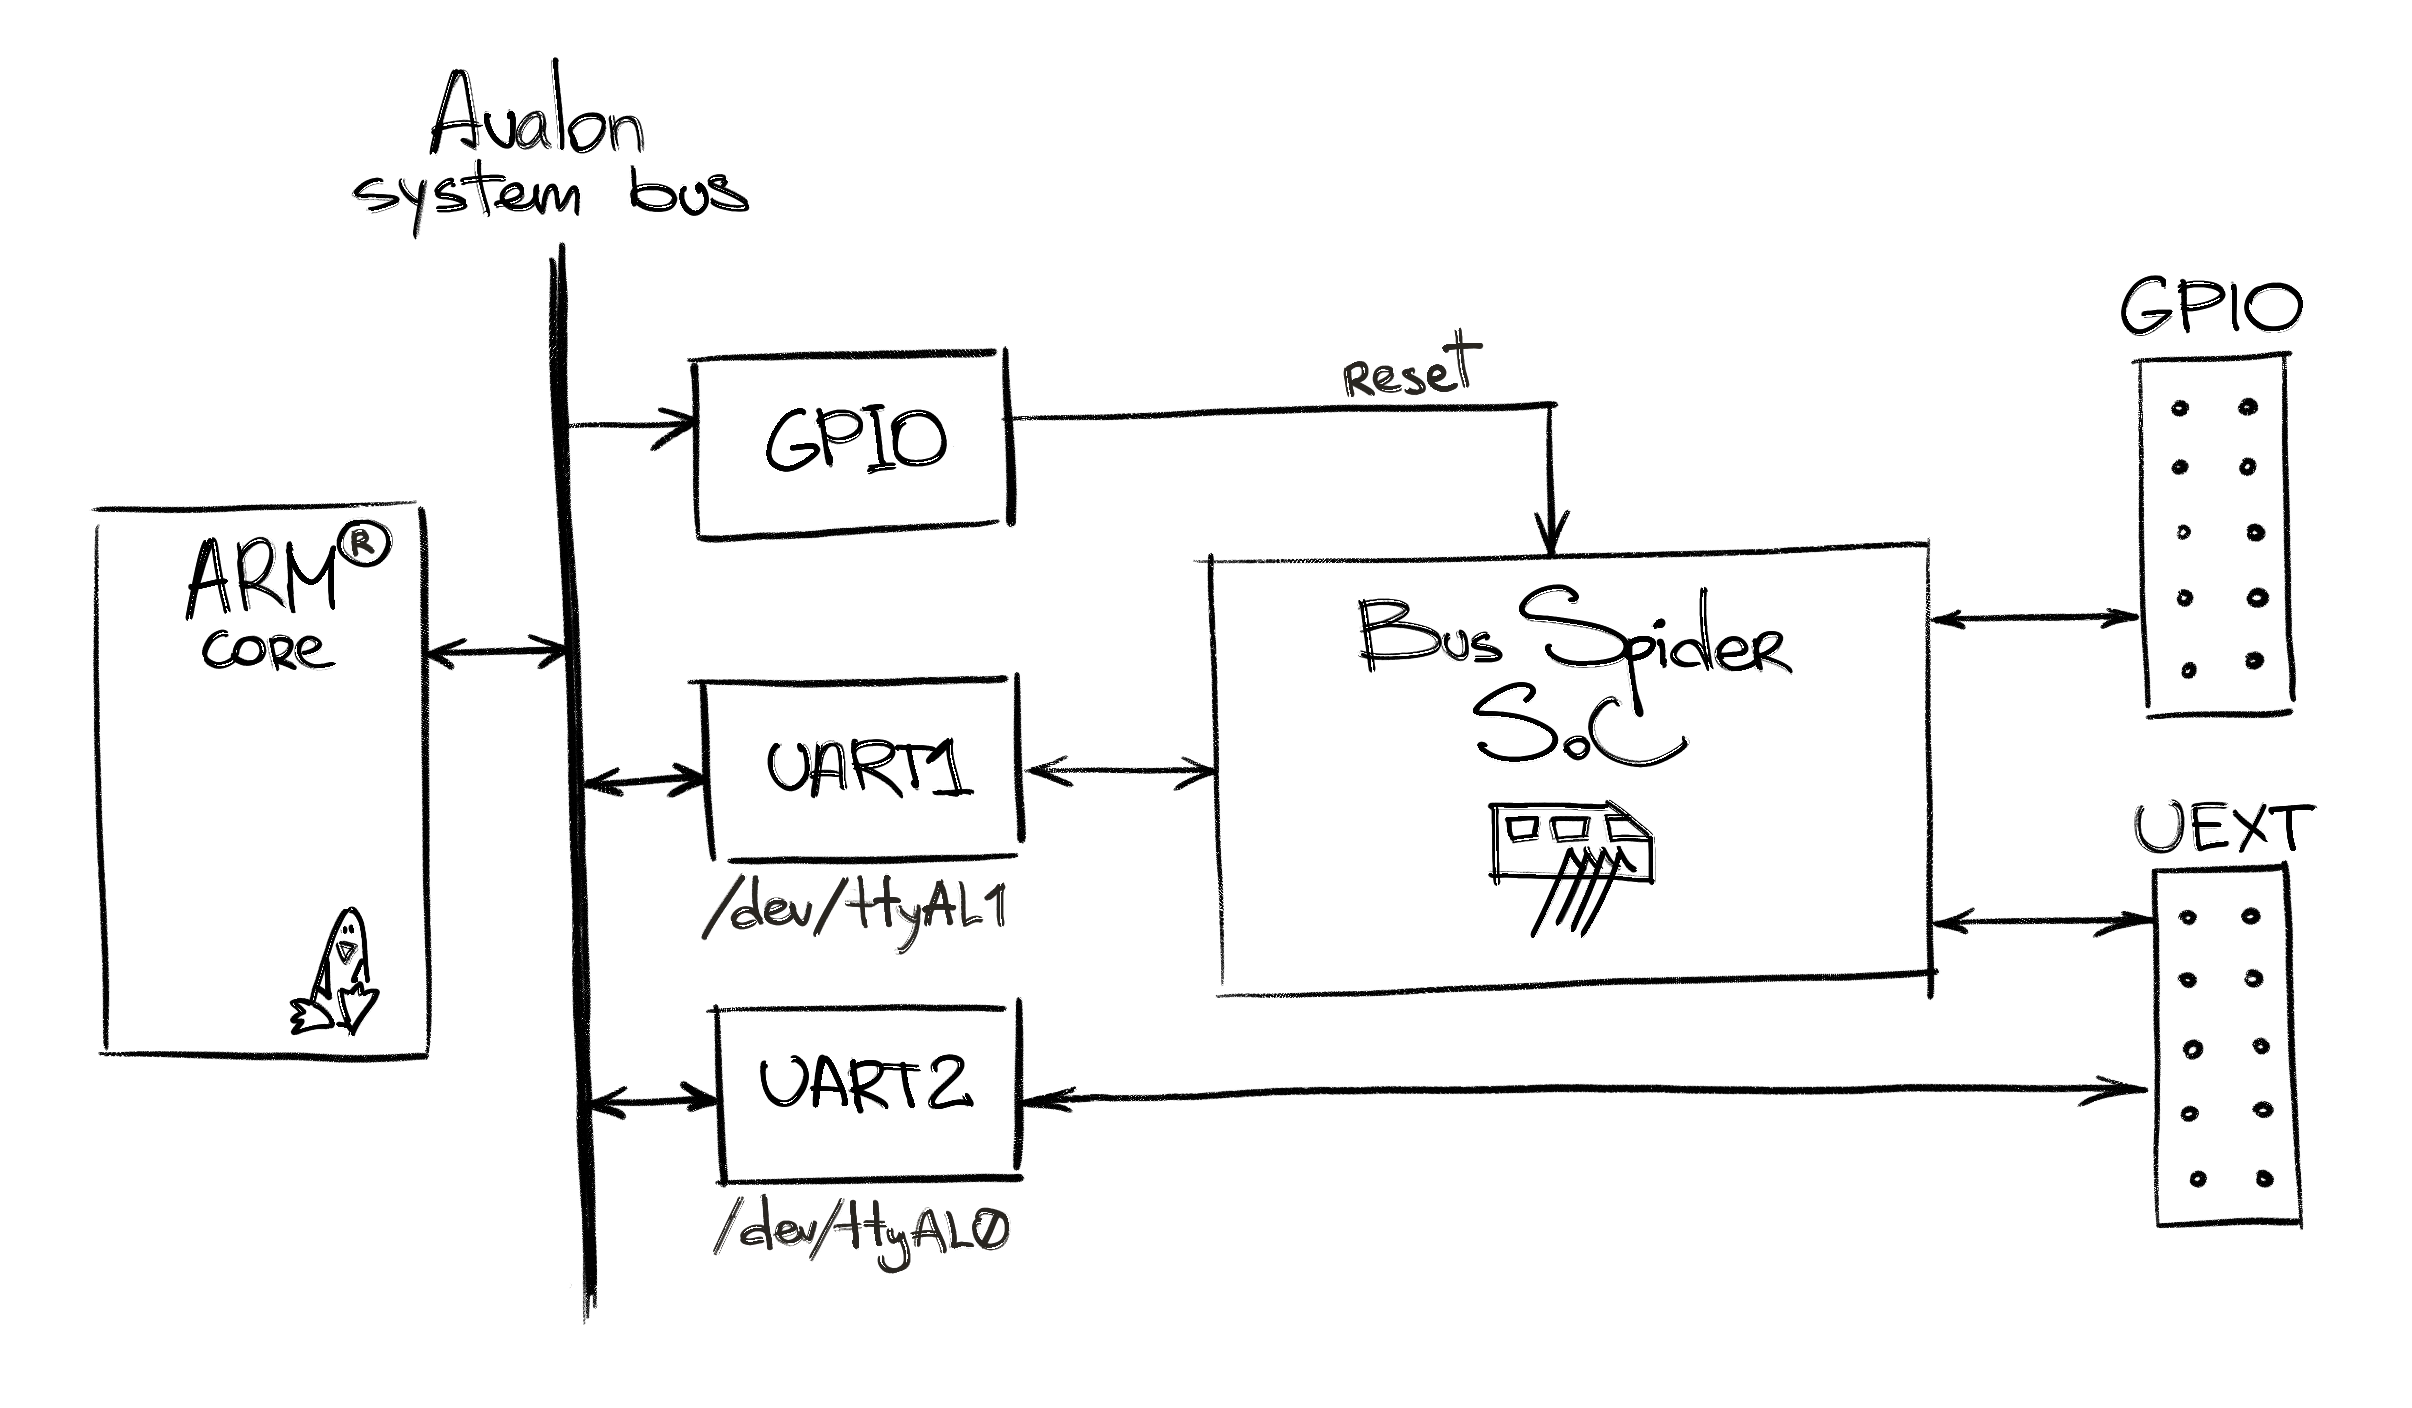 Avalon
system bus
GPIO
Reset
GPIO
ARM®
core
Bus Spider
SoC
UART1
/dev/ttyAL1
UEXT
UART2
/dev/ttyAL0